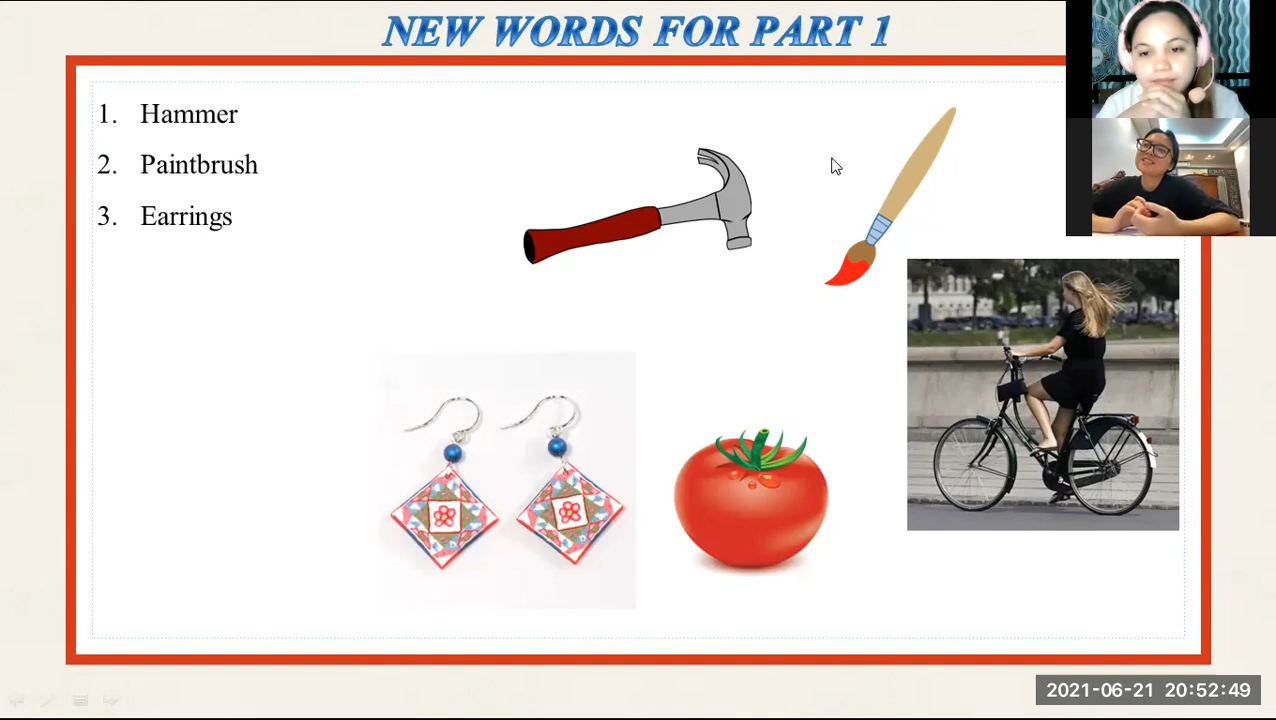 NEW WORDS FOR PART 1
1. Hammer
2. Paintbrush
3. Earrings
2021-06-21 20:52:49